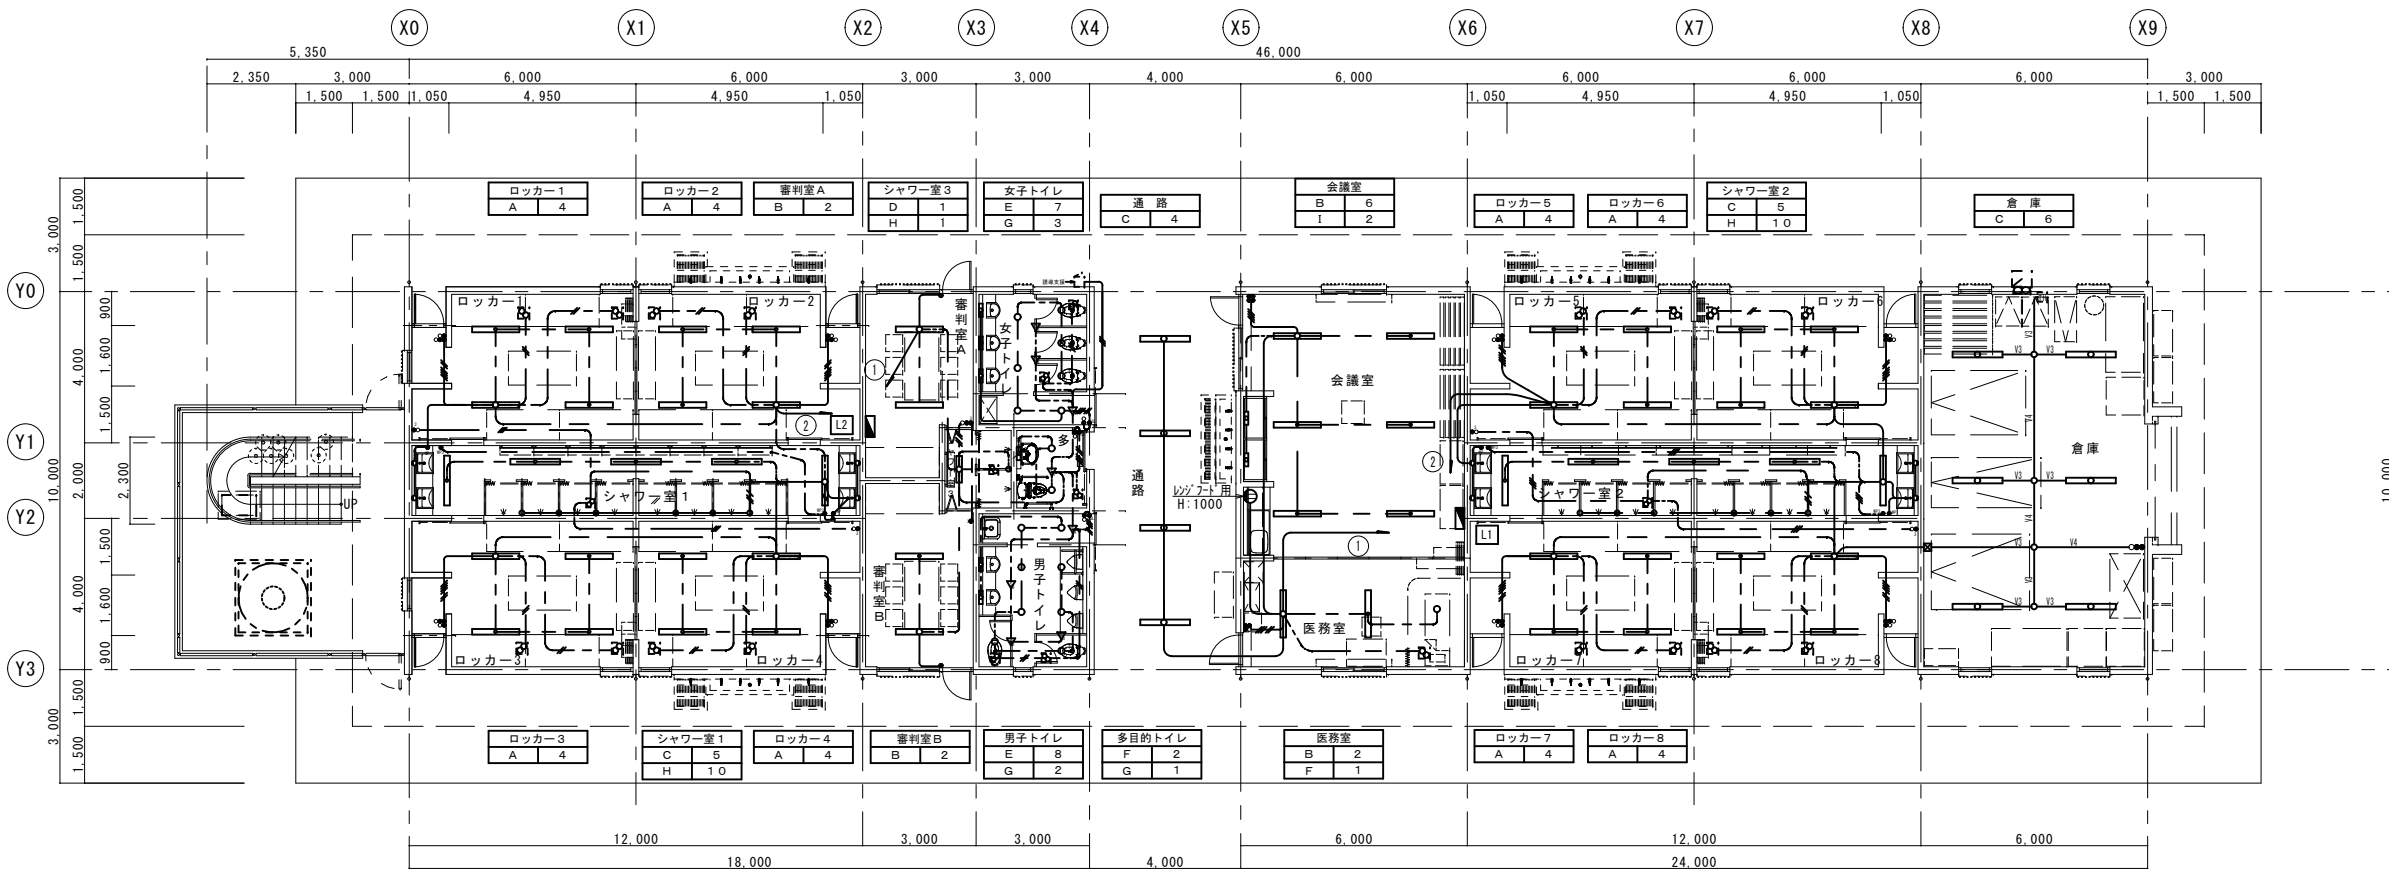 X0 X1 X2 X3 X4 X5 X6 X7 X8 X9
5,350 46,000
2,350 3,000 6,000 6,000 3,000 3,000 4,000 6,000 6,000 6,000 6,000 3,000
1,500 1,500 1,050 4,950 4,950 1,050 1,050 4,950 4,950 1,050 1,500 1,500
ロッカー1
A 4
ロッカー2
A 4
審判室A
B 2
シャワー室3
D 1
H 1
女子トイレ
E 7
G 3
通 路
C 4
会議室
B 6
I 2
ロッカー5
A 4
ロッカー6
A 4
シャワー室2
C 5
H 10
倉 庫
C 6
3,000
1,500
1,500
Y0
Y1
Y2
Y3
900
1,600
1,500
4,000
10,000
2,000
2,300
1,500
1,600
900
4,000
3,000
1,500
1,500
10,000
ロッカー1
ロッカー2
審判室A
女子トイレ
会議室
ロッカー5
ロッカー6
V3
V3 V3
V4
倉庫
1
2
L2
多
通路
2
UP
シャワー室1
レンジフード用
H:1000
シャワー室2
V3 V3
V4
L1
1
V4
V3
V3 V3
審判室B
男子トイレ
医務室
ロッカー3
ロッカー4
ロッカー7
ロッカー8
ロッカー3
A 4
シャワー室1
C 5
H 10
ロッカー4
A 4
審判室B
B 2
男子トイレ
E 8
G 2
多目的トイレ
F 2
G 1
医務室
B 2
F 1
ロッカー7
A 4
ロッカー8
A 4
12,000 3,000 3,000 6,000 12,000 6,000
18,000 4,000 24,000